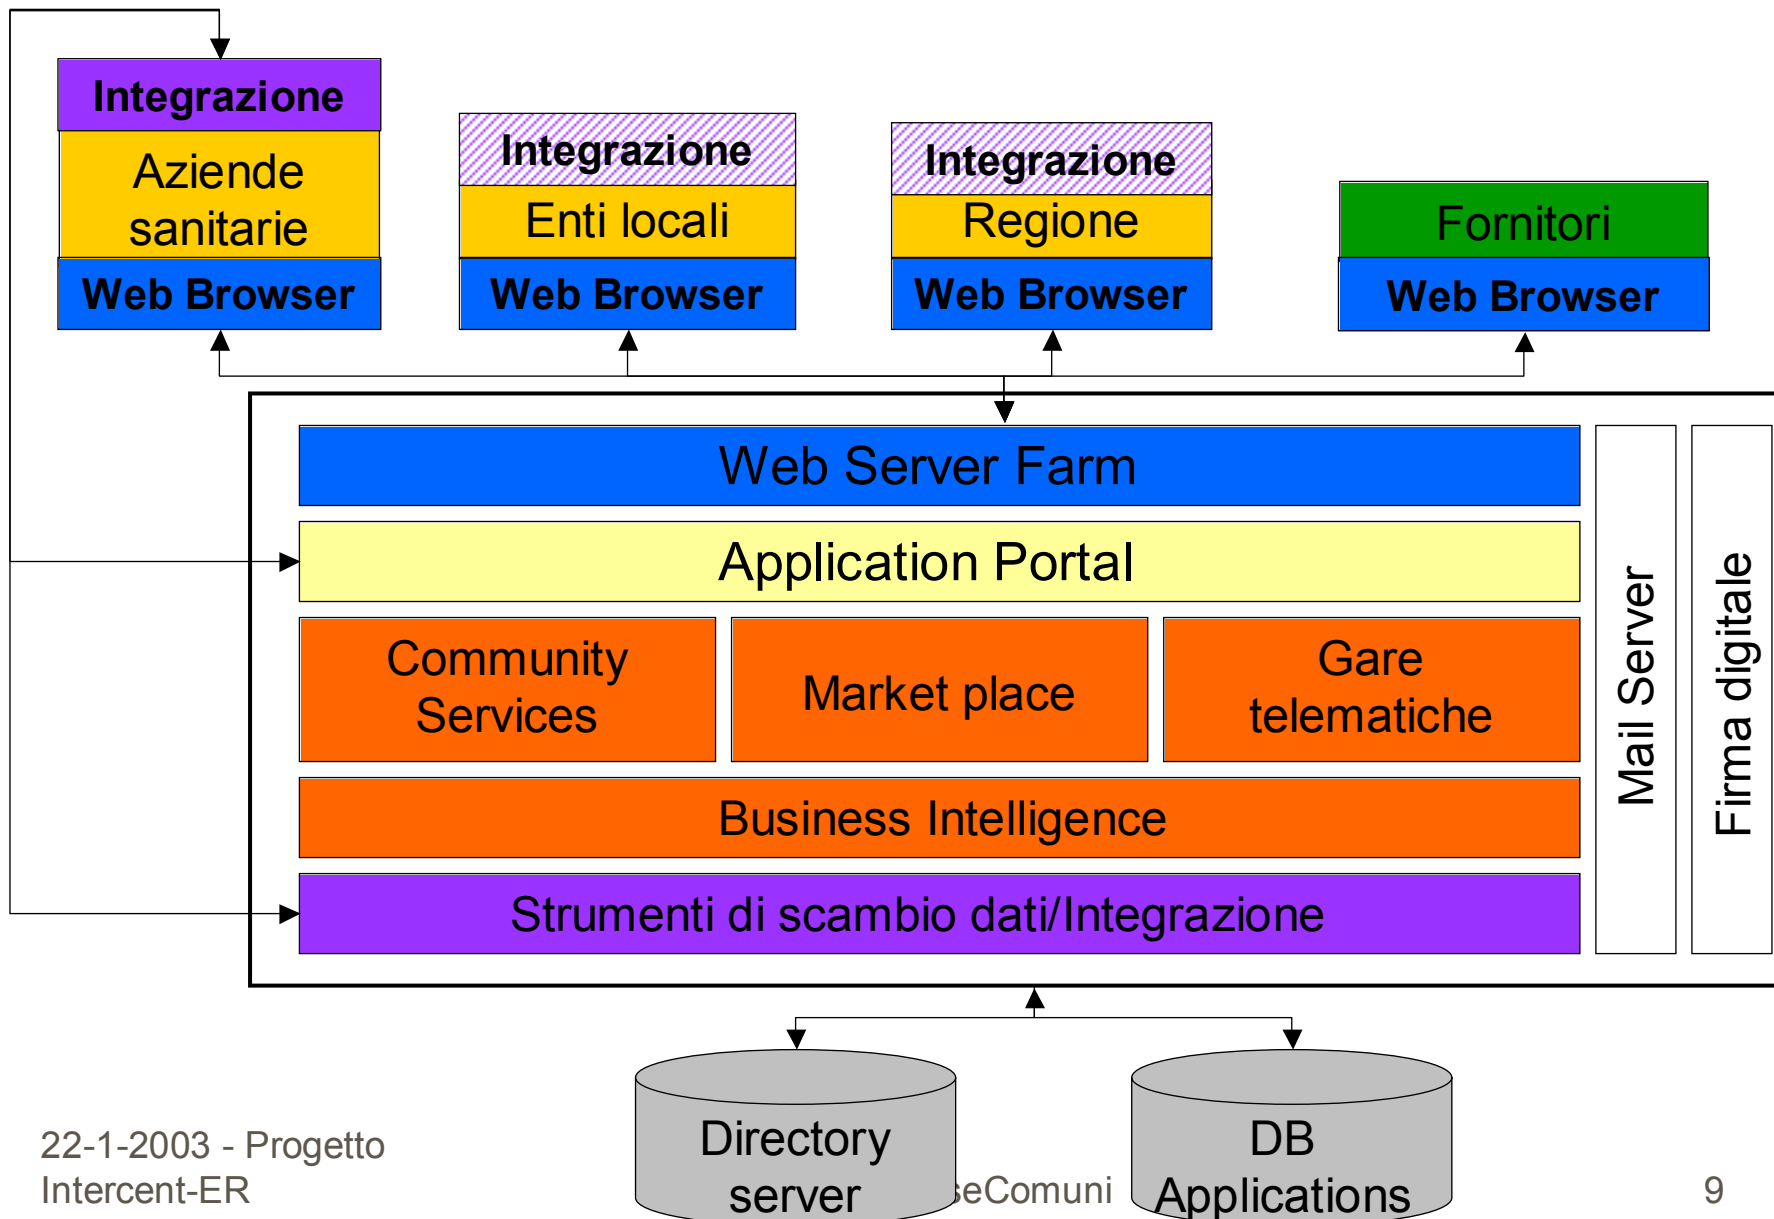 Integrazione
Aziende
sanitarie
Web Browser
Integrazione
Enti locali
Web Browser
Integrazione
Regione
Web Browser
Fornitori
Web Browser
Web Server Farm
Application Portal
Community
Services
Market place
Gare
telematiche
Business Intelligence
Strumenti di scambio dati/Integrazione
Mail Server
Firma digitale
Directory
server
DB
Applications
22-1-2003 - Progetto
Intercent-ER
9